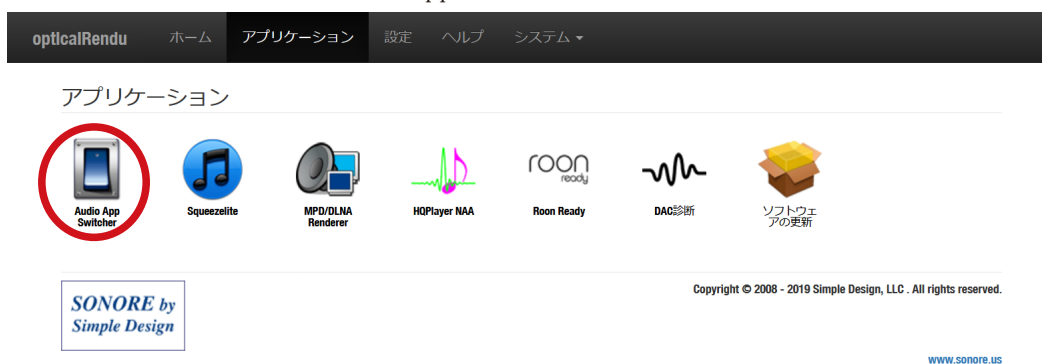 opticalRendu ホーム アプリケーション 設定 ヘルプ システム
アプリケーション
roon
ready
Audio App
Switcher
Squeezelite
MPD/DLNA
Renderer
HQPlayer NAA
Roon Ready
DAC診断
ソフトウェ
アの更新
SONORE by
Simple Design
Copyright © 2008 - 2019 Simple Design, LLC . All rights reserved.
www.sonore.us